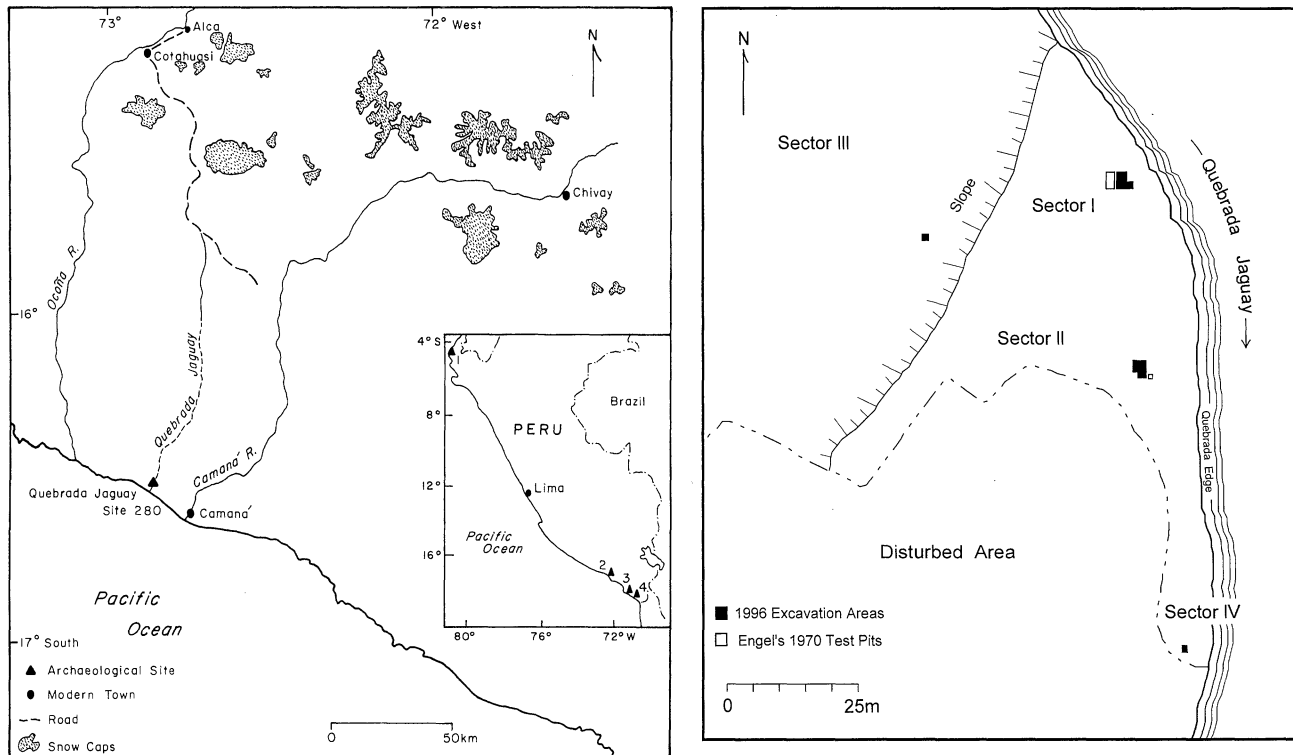 73°
72° West
Alca
Cotahuasi
N
Chivay
Ocoña R.
16°
Quebrada Jaguay
Camaná R.
Quebrada Jaguay
Site 280
Camaná
Pacific
Ocean
17° South
▲ Archaeological Site
● Modern Town
Road
Snow Caps
0 50km
4°S
8°
12°
16°
Brazil
PERU
Lima
Pacific
Ocean
2
3
4
80° 76° 72°W
N
Sector III
Slope
Sector I
Quebrada Jaguay
Sector II
Quebrada Edge
Disturbed Area
Sector IV
1996 Excavation Areas
Engel's 1970 Test Pits
0 25m